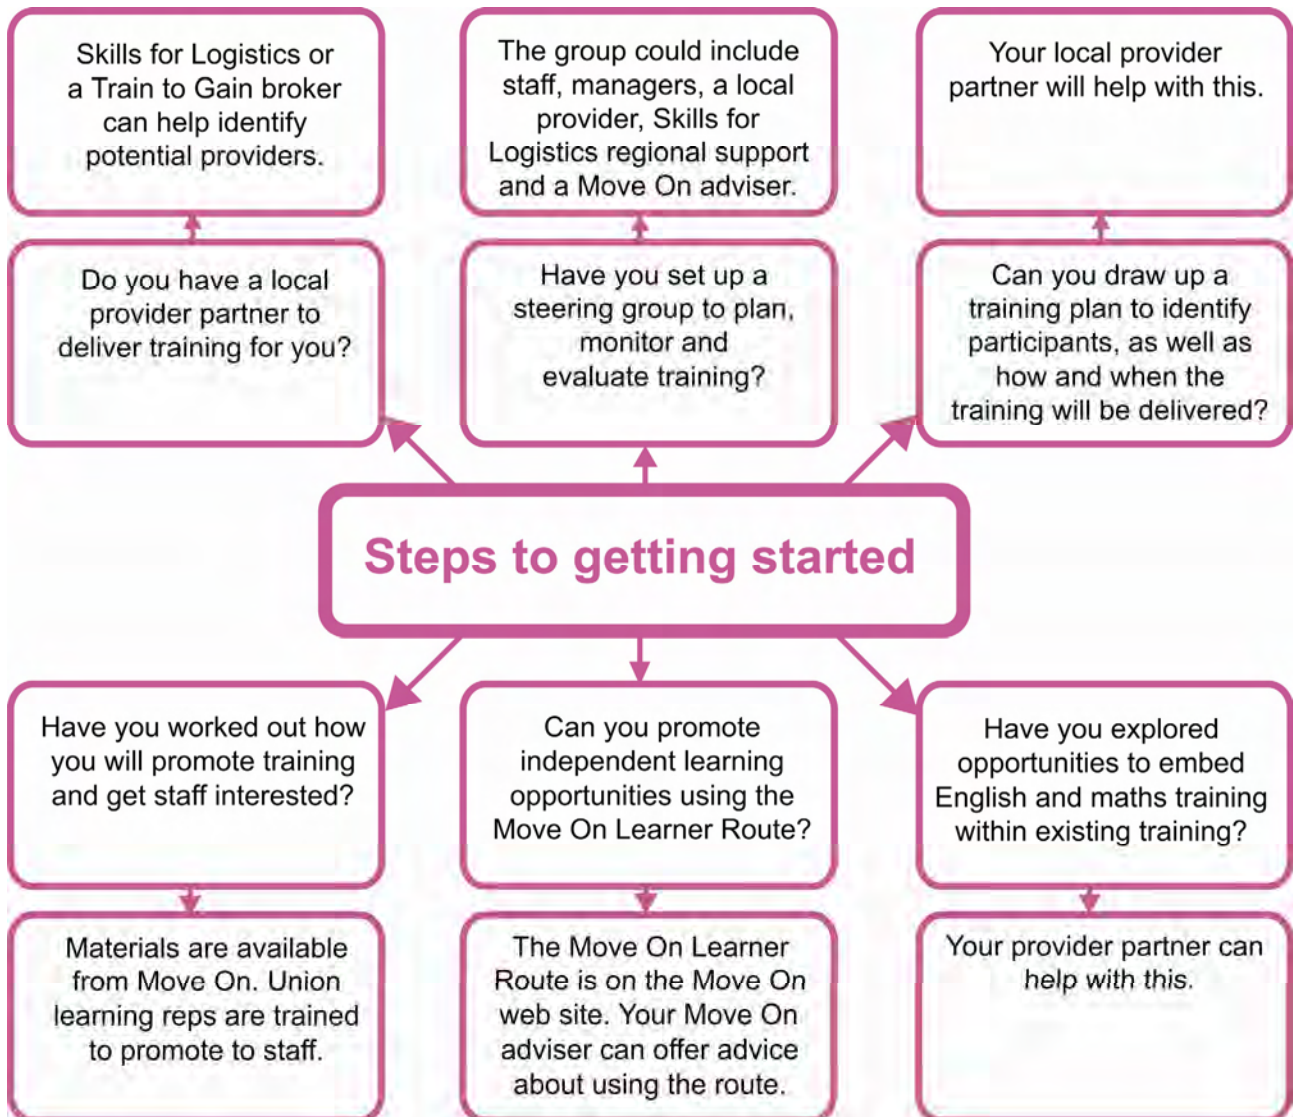 Skills for Logistics or
a Train to Gain broker
can help identify
potential providers.
The group could include
staff, managers, a local
provider, Skills for
Logistics regional support
and a Move On adviser.
Your local provider
partner will help with this.
Do you have a local
provider partner to
deliver training for you?
Have you set up a
steering group to plan,
monitor and
evaluate training?
Can you draw up a
training plan to identify
participants, as well as
how and when the
training will be delivered?
Steps to getting started
Have you worked out how
you will promote training
and get staff interested?
Can you promote
independent learning
opportunities using the
Move On Learner Route?
Have you explored
opportunities to embed
English and maths training
within existing training?
Materials are available
from Move On. Union
learning reps are trained
to promote to staff.
The Move On Learner
Route is on the Move On
web site. Your Move On
adviser can offer advice
about using the route.
Your provider partner can
help with this.